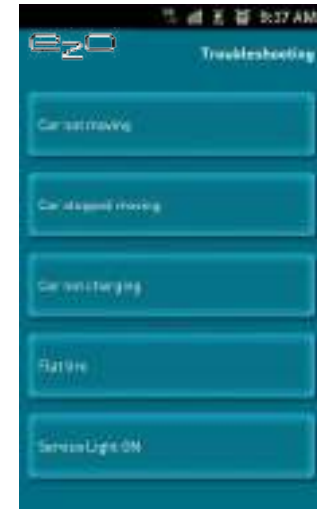 9:37 AM
e2o
Troubleshooting
Car not moving
Car stopped moving
Car not charging
Flat tire
Service Light ON